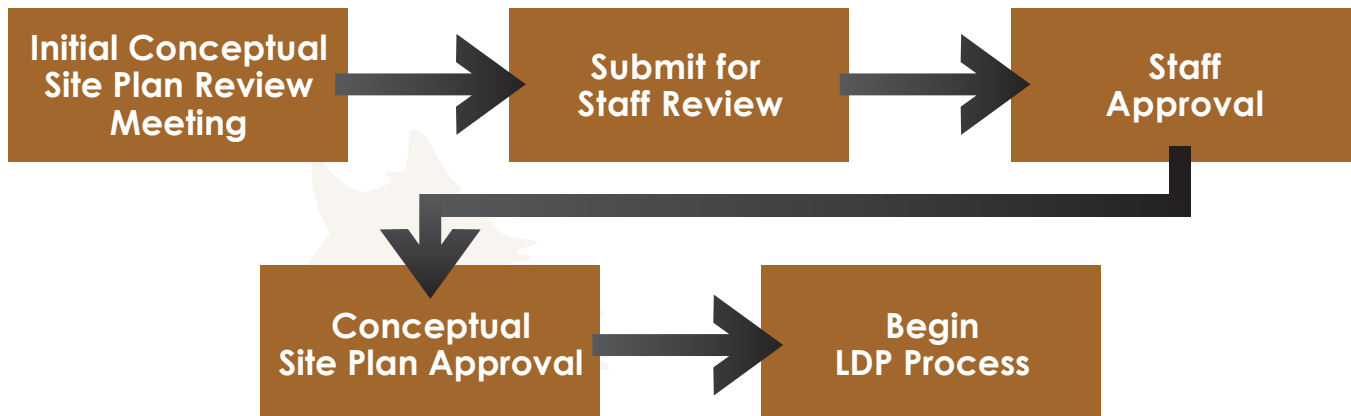 Initial Conceptual
Site Plan Review
Meeting
Submit for
Staff Review
Staff
Approval
Conceptual
Site Plan Approval
Begin
LDP Process